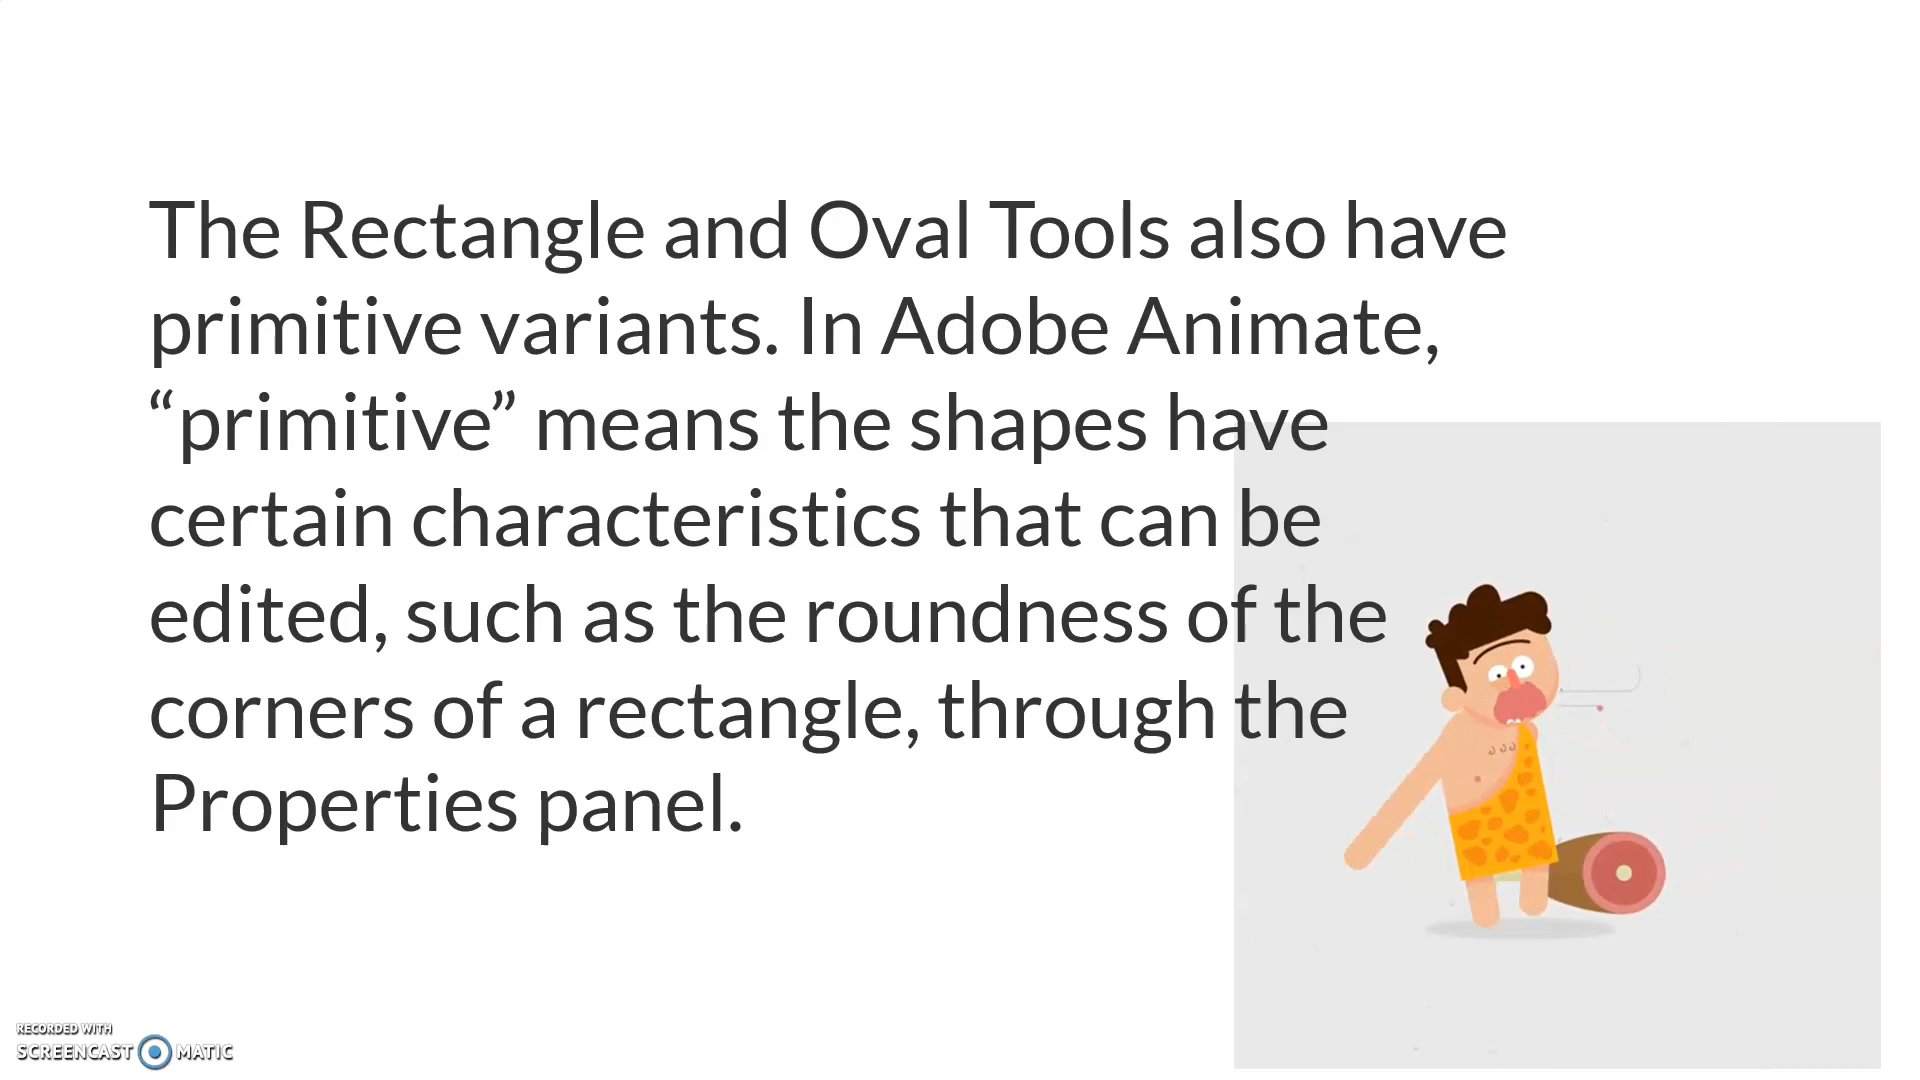 The Rectangle and Oval Tools also have
primitive variants. In Adobe Animate,
“primitive” means the shapes have
certain characteristics that can be
edited, such as the roundness of the
corners of a rectangle, through the
Properties panel.
RECORDED WITH
SCREENCAST MATIC